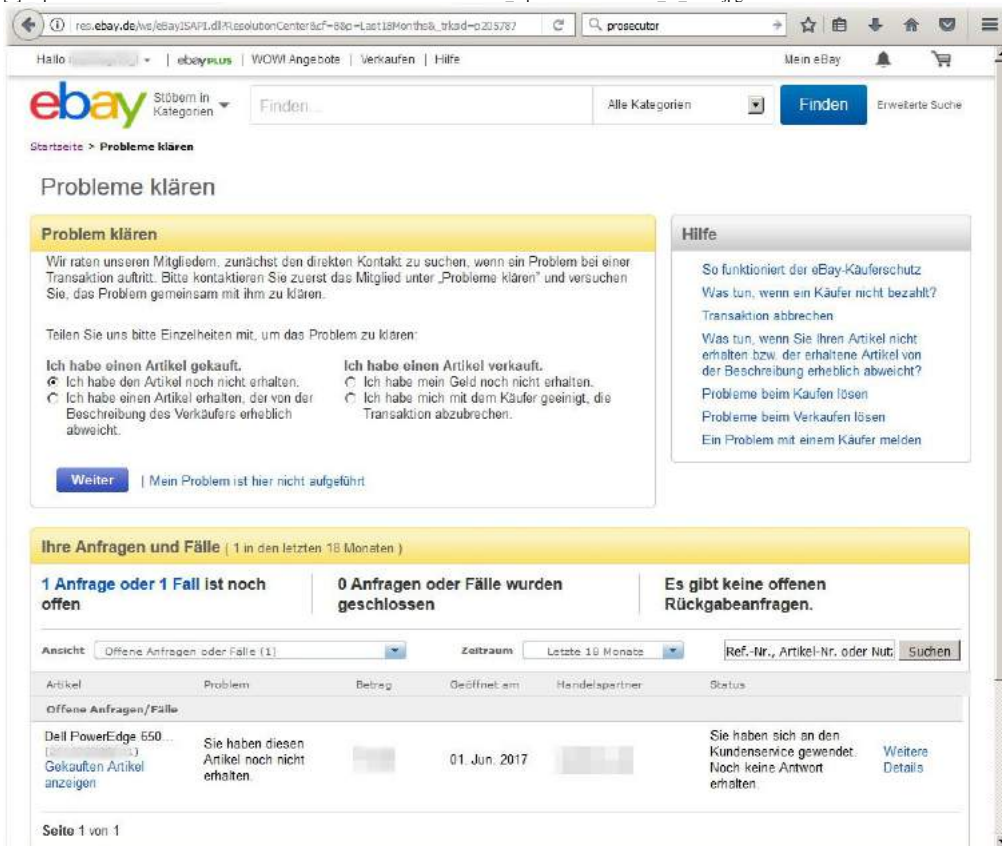 res.ebay.de/ws/eBayISAPI.dll?ResolutionCenter&cf=8&p=Last18Months&_trksid=p205787
prosecutor
Hallo
ebay PLUS | WOW! Angebote | Verkaufen | Hilfe
Mein eBay
ebay
Stöbern in Kategorien
Finden...
Alle Kategorien
Finden
Erweiterte Suche
Startseite > Probleme klären
Probleme klären
Problem klären
Wir raten unseren Mitgliedern, zunächst den direkten Kontakt zu suchen, wenn ein Problem bei einer
Transaktion auftritt. Bitte kontaktieren Sie zuerst das Mitglied unter „Probleme klären" und versuchen
Sie, das Problem gemeinsam mit ihm zu klären.
Teilen Sie uns bitte Einzelheiten mit, um das Problem zu klären:
Ich habe einen Artikel gekauft.
Ich habe den Artikel noch nicht erhalten.
Ich habe einen Artikel erhalten, der von der
Beschreibung des Verkäufers erheblich
abweicht.
Ich habe einen Artikel verkauft.
Ich habe mein Geld noch nicht erhalten.
Ich habe mich mit dem Käufer geeinigt, die
Transaktion abzubrechen.
Weiter | Mein Problem ist hier nicht aufgeführt
Hilfe
So funktioniert der eBay-Käuferschutz
Was tun, wenn ein Käufer nicht bezahlt?
Transaktion abbrechen
Was tun, wenn Sie Ihren Artikel nicht
erhalten bzw. der erhaltene Artikel von
der Beschreibung erheblich abweicht?
Probleme beim Kaufen lösen
Probleme beim Verkaufen lösen
Ein Problem mit einem Käufer melden
Ihre Anfragen und Fälle ( 1 in den letzten 18 Monaten )
1 Anfrage oder 1 Fall ist noch
offen
0 Anfragen oder Fälle wurden
geschlossen
Es gibt keine offenen
Rückgabeanfragen.
Ansicht Offene Anfragen oder Fälle (1) Zeitraum Letzte 18 Monate Ref.-Nr., Artikel-Nr. oder Nut Suchen
Artikel Problem Betrag Geöffnet am Handelspartner Status
Offene Anfragen/Fälle
Dell PowerEdge 650...
Gekauften Artikel
anzeigen
Sie haben diesen
Artikel noch nicht
erhalten.
01. Jun. 2017
Sie haben sich an den
Kundenservice gewendet.
Noch keine Antwort
erhalten.
Weitere
Details
Seite 1 von 1